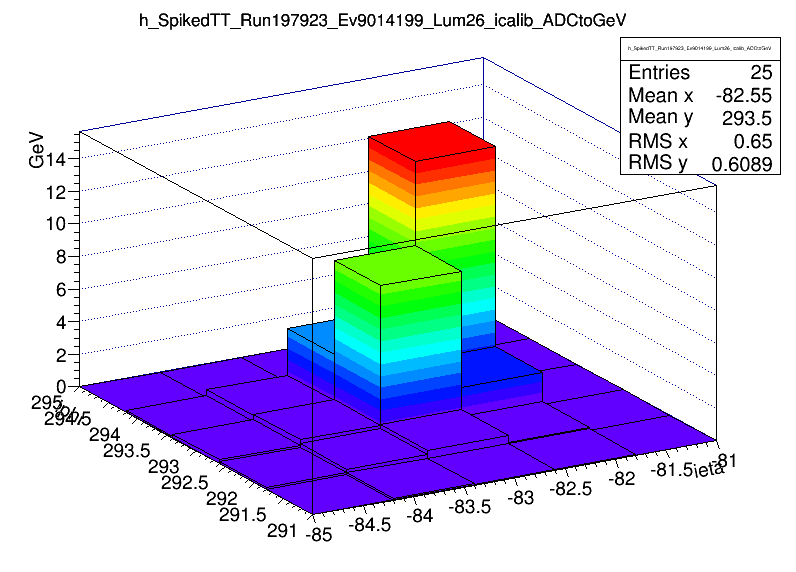 h_SpikedTT_Run197923_Ev9014199_Lum26_icalib_ADCtoGeV
h_SpikedTT_Run197923_Ev9014199_Lum26_icalib_ADCtoGeV
Entries 25
Mean x -82.55
Mean y 293.5
RMS x 0.65
RMS y 0.6089
GeV
14
12
10
8
6
4
2
0
295
294.5
294
293.5
293
292.5
292
291.5
291
-85
-84.5
-84
-83.5
-83
-82.5
-82
-81.5
-81
ieta